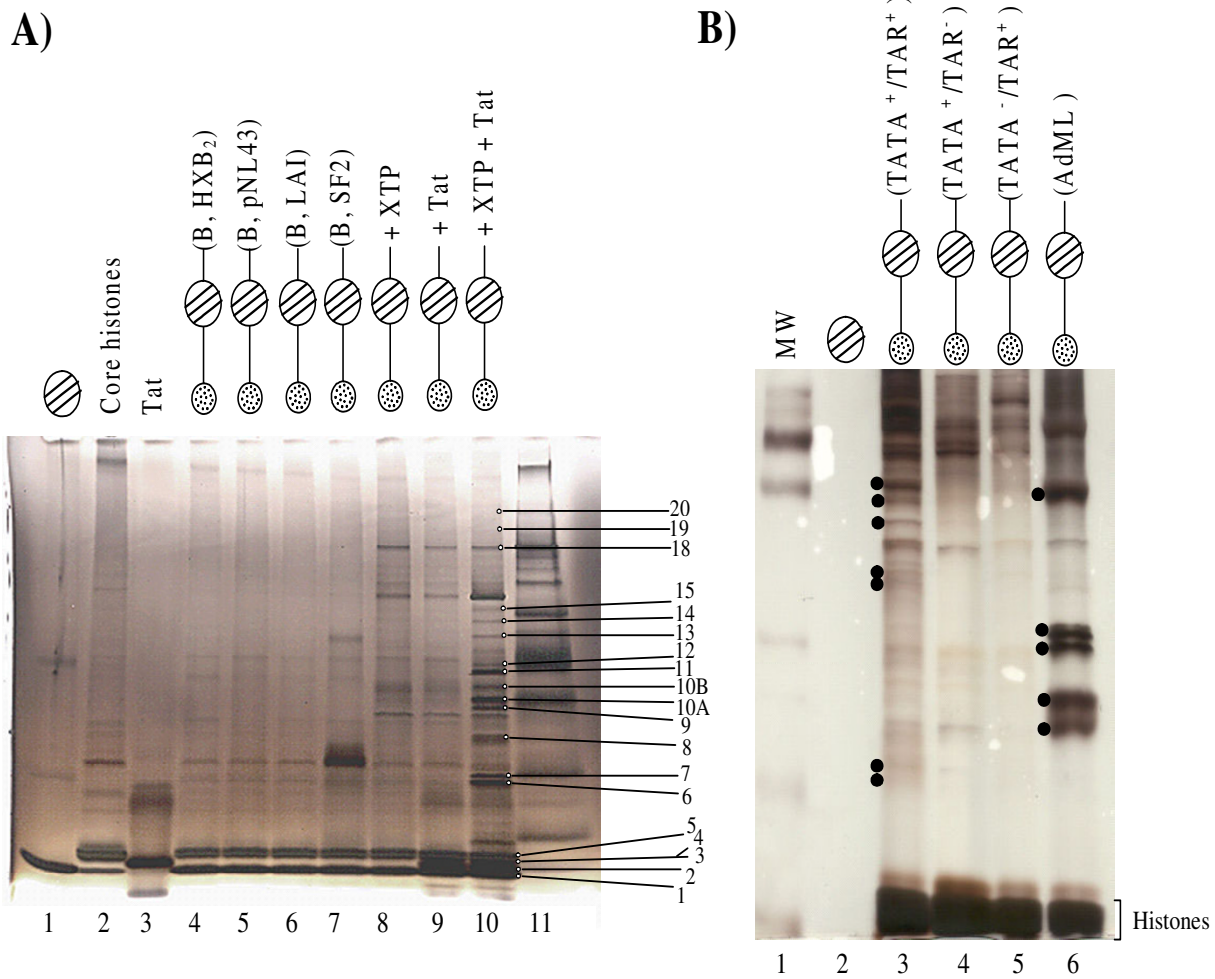 A)
B)
Core histones
Tat
(B, HXB₂)
(B, pNL43)
(B, LAI)
(B, SF2)
+ XTP
+ Tat
+ XTP + Tat
20
19
18
15
14
13
12
11
10B
10A
9
8
7
6
5
4
3
2
1
1 2 3 4 5 6 7 8 9 10 11
MW
(TATA⁺/TAR⁺)
(TATA⁺/TAR⁻)
(TATA⁻/TAR⁺)
(AdML)
Histones
1 2 3 4 5 6